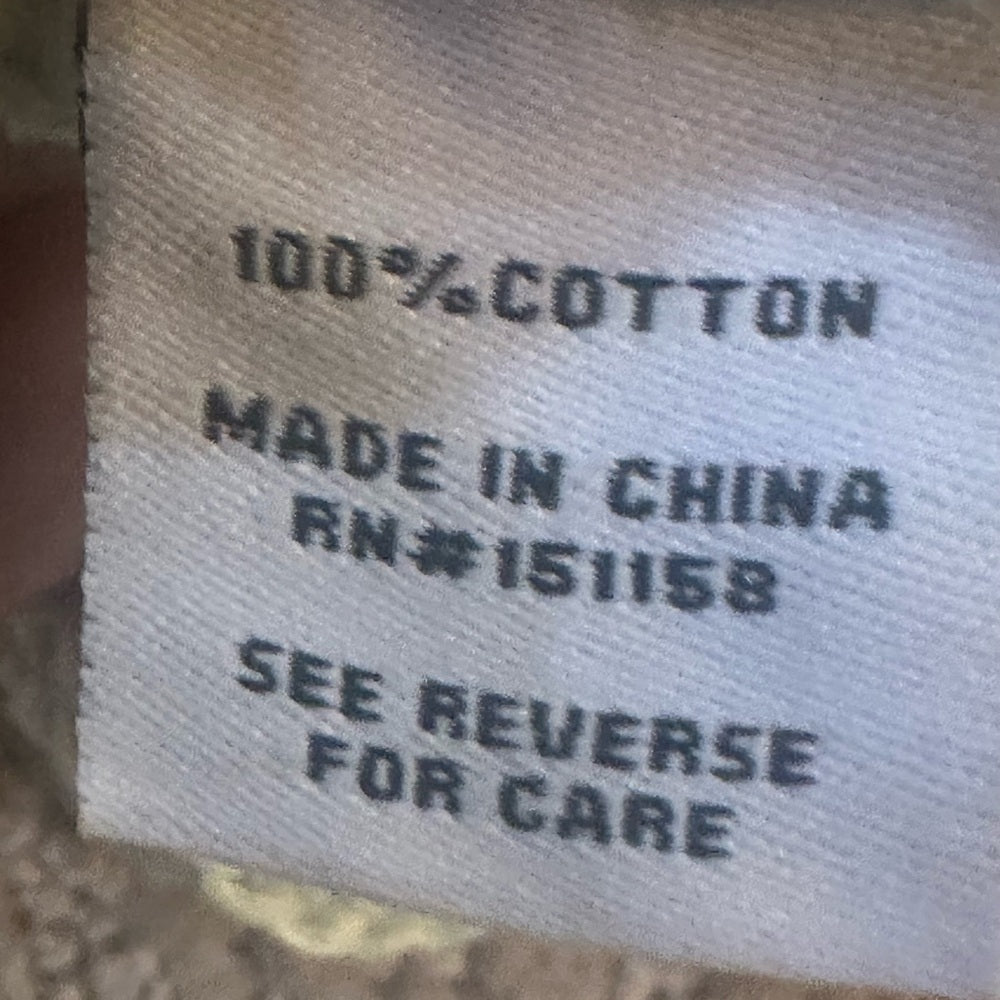 100%COTTON
MADE IN CHINA
RN#151158
SEE REVERSE
FOR CARE